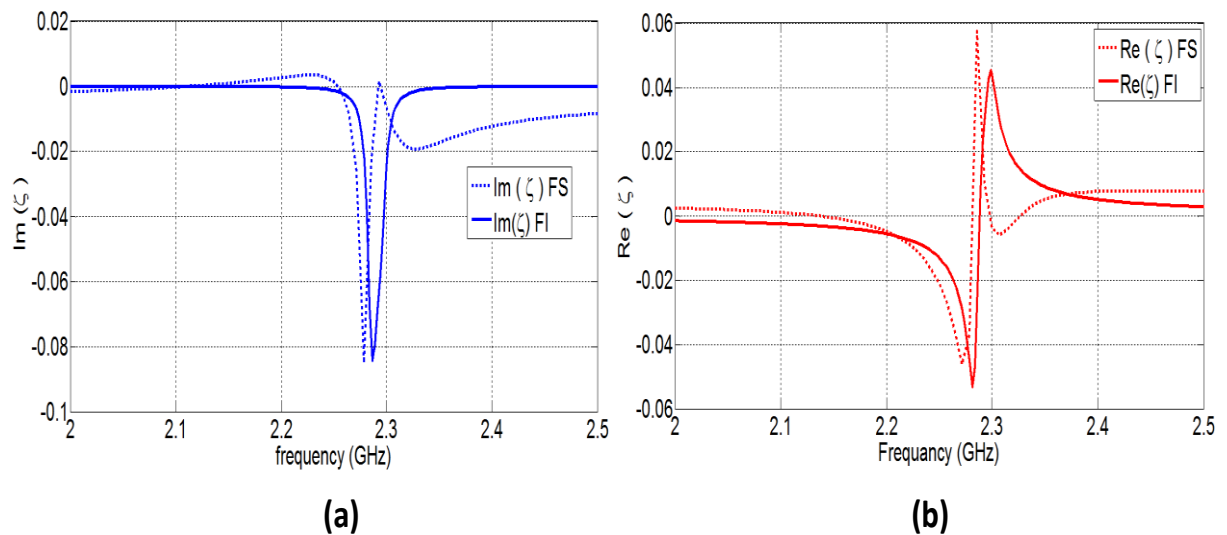 0.02
0
-0.02
-0.04
0.06
-0.08
-0.1
Im (ζ)
Im ( ζ ) FS
Im(ζ) FI
2
2.1
2.2
2.3
2.4
2.5
frequency (GHz)
(a)
0.06
0.04
0.02
0
-0.02
-0.04
-0.06
Re ( ζ )
Re ( ζ ) FS
Re(ζ) FI
2
2.1
2.2
2.3
2.4
2.5
Frequancy (GHz)
(b)